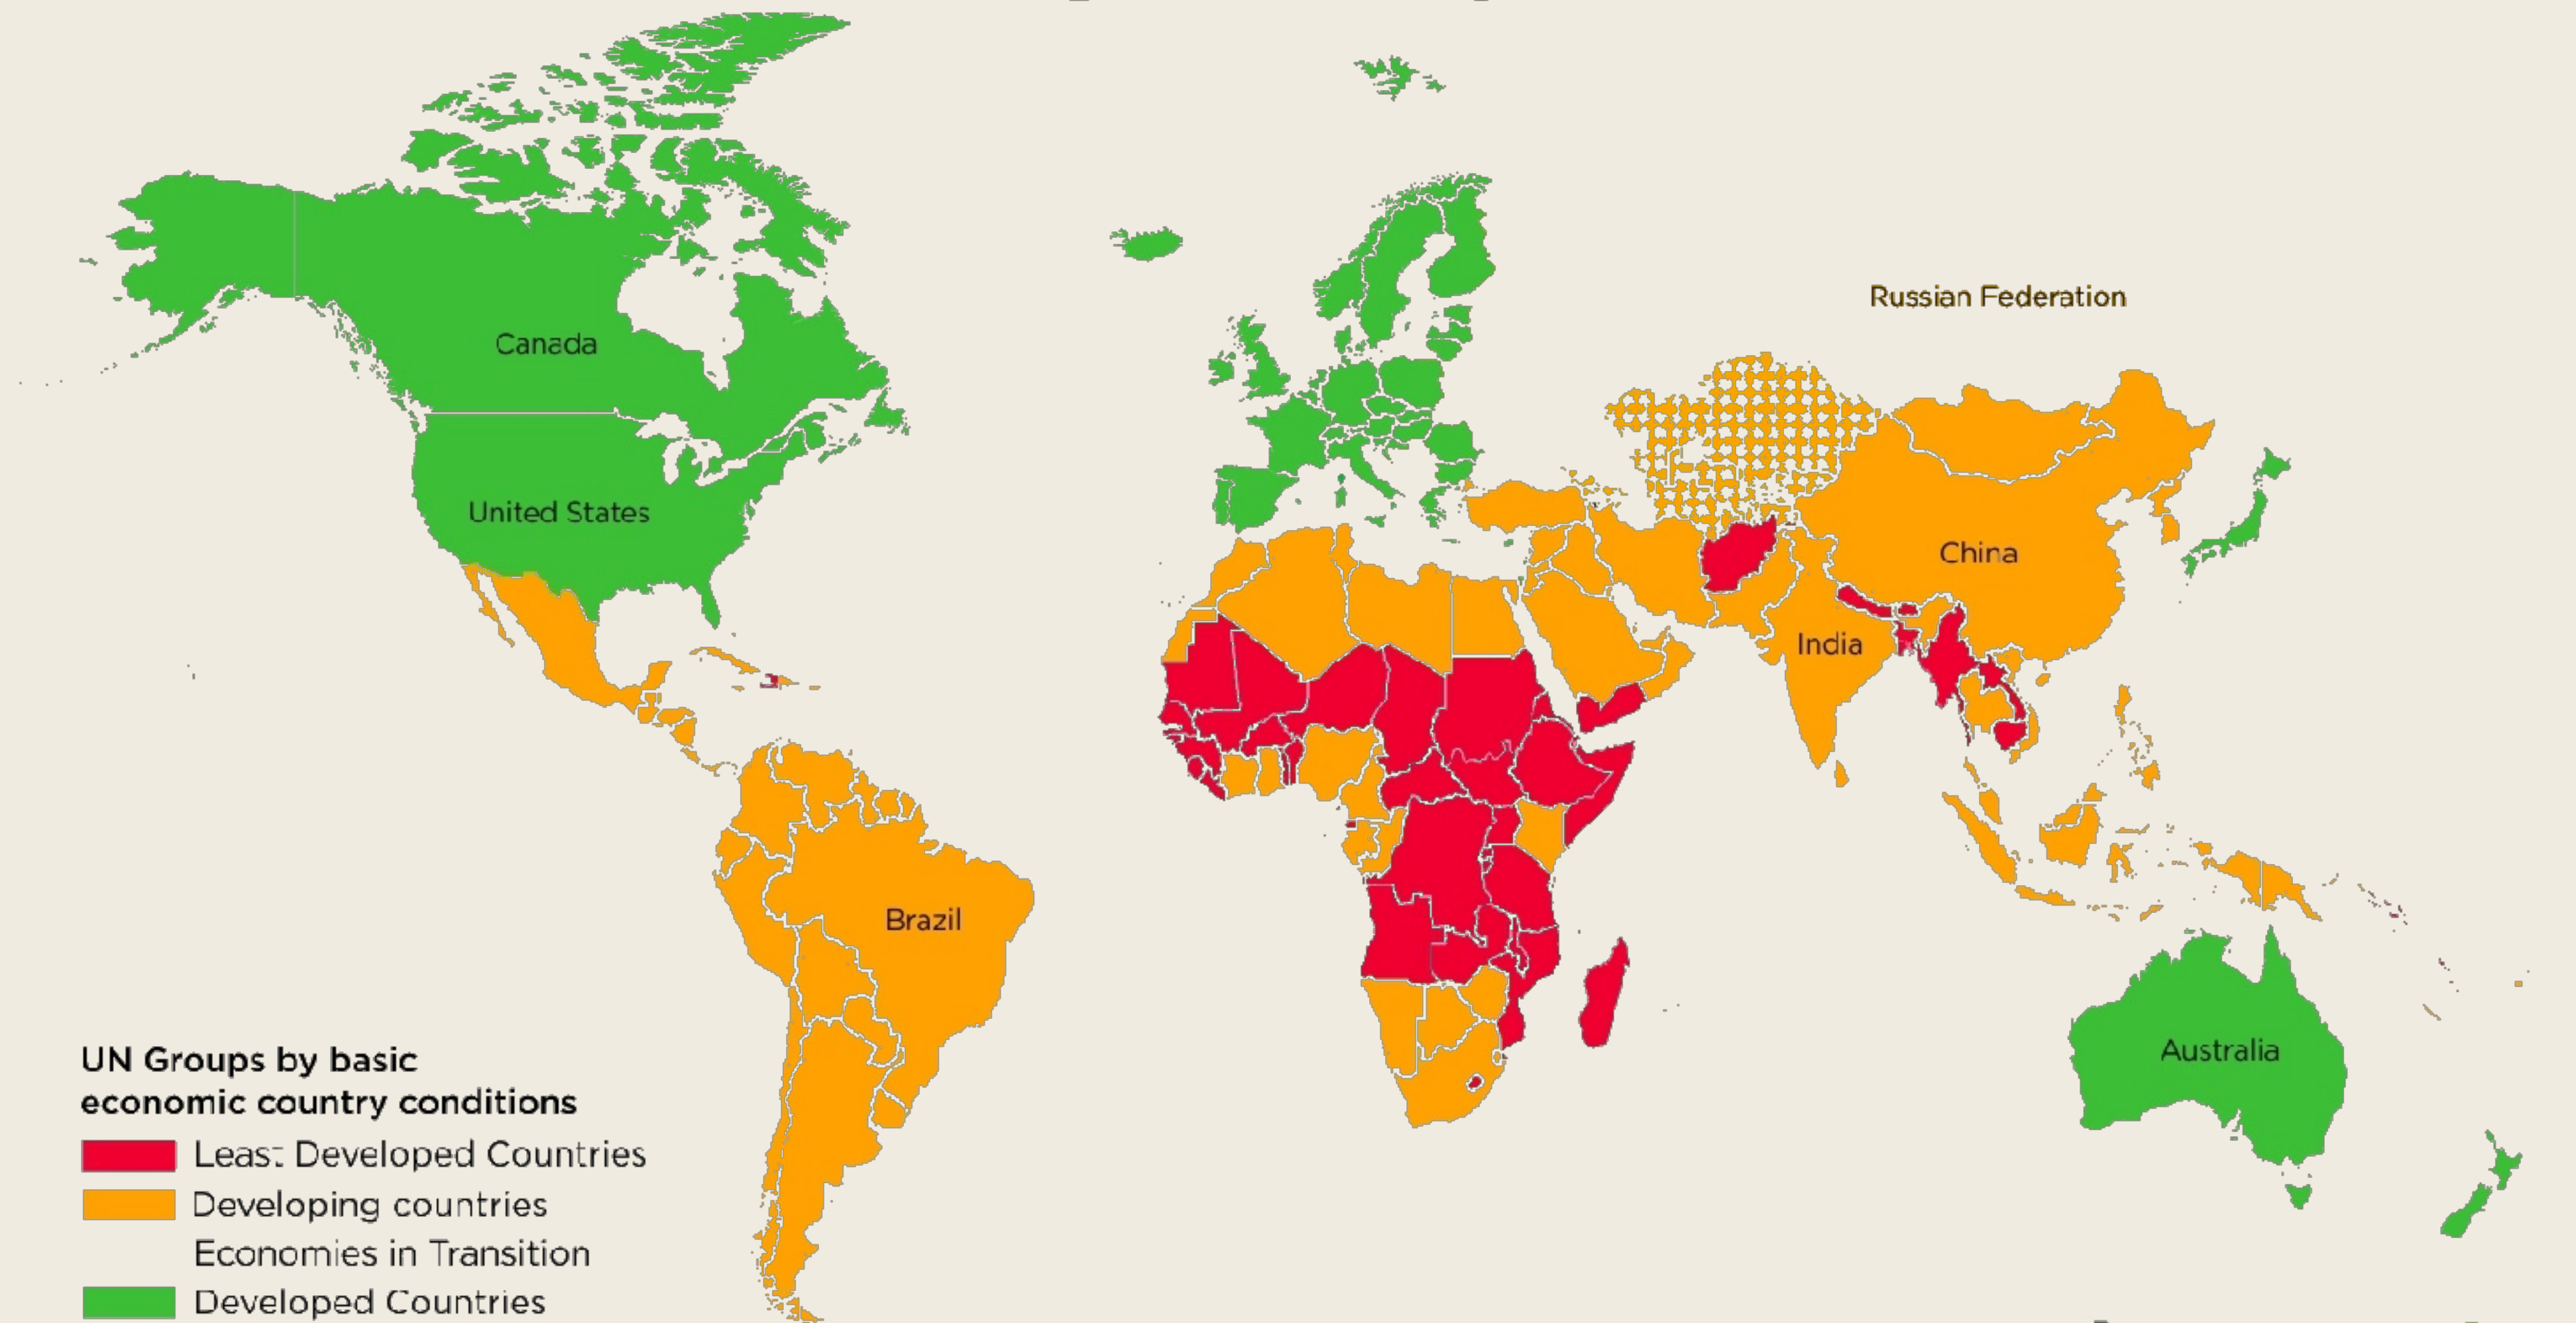 Canada
Russian Federation
United States
China
India
Brazil
Australia
UN Groups by basic
economic country conditions
Least Developed Countries
Developing countries
Economies in Transition
Developed Countries